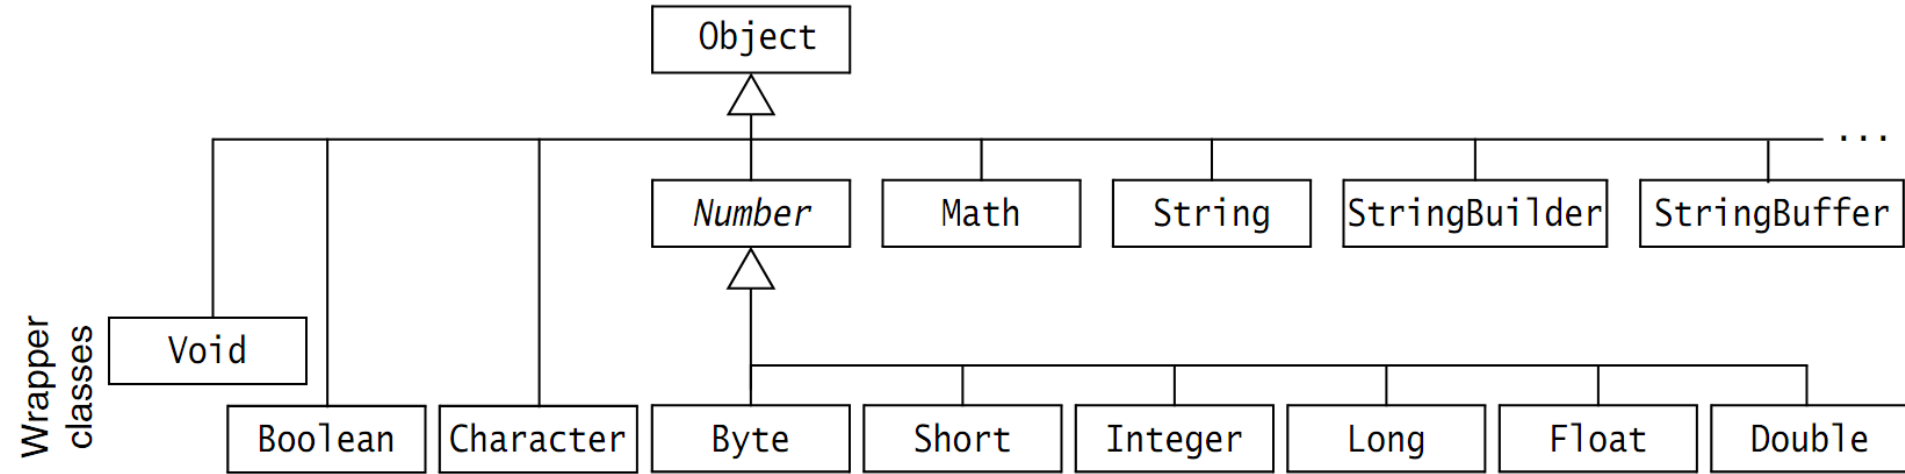 Object
...
Number
Math
String
StringBuilder
StringBuffer
Wrapper
classes
Void
Boolean
Character
Byte
Short
Integer
Long
Float
Double